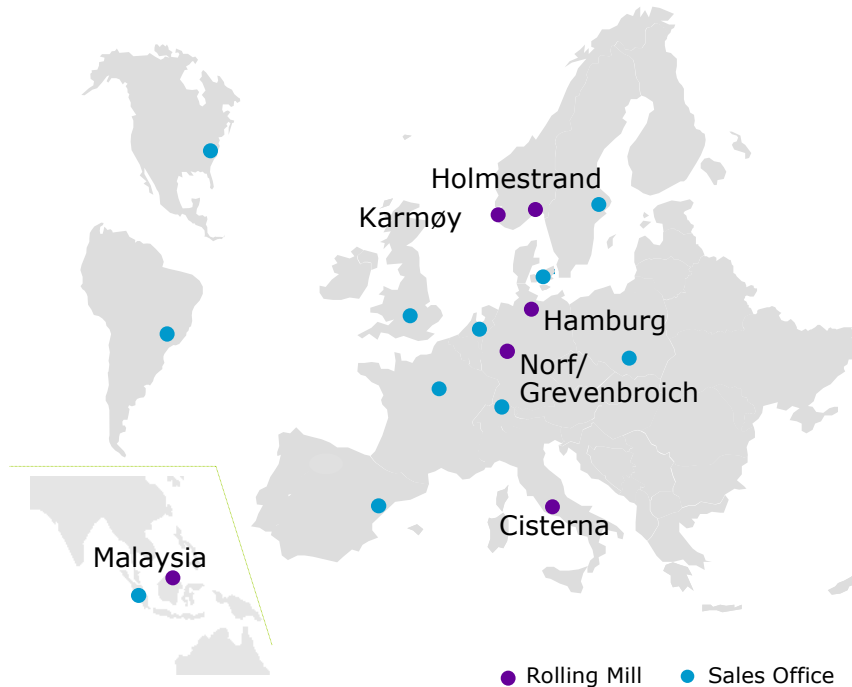 Holmestrand
Karmøy
Hamburg
Norf/
Grevenbroich
Cisterna
Malaysia
Rolling Mill
Sales Office